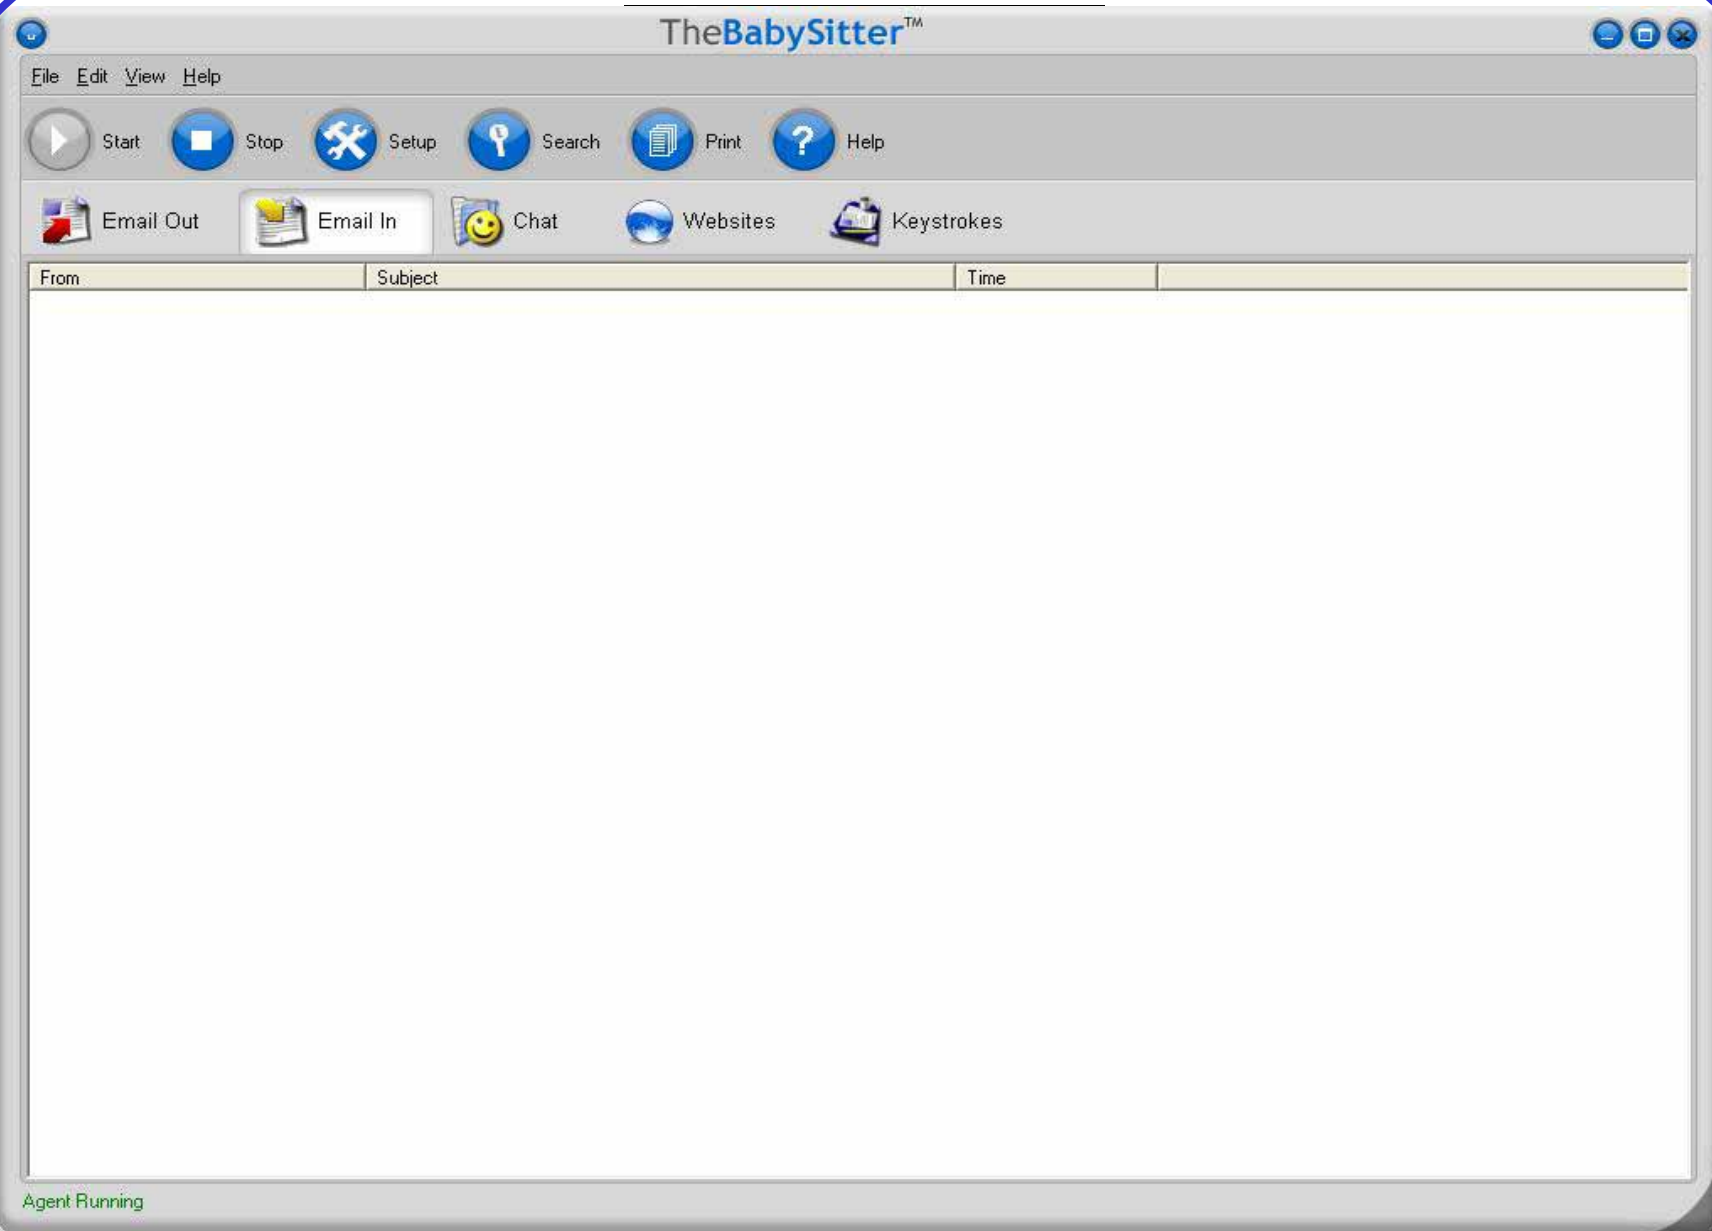 TheBabySitter™
File Edit View Help
Start Stop Setup Search Print Help
Email Out Email In Chat Websites Keystrokes
From Subject Time
Agent Running